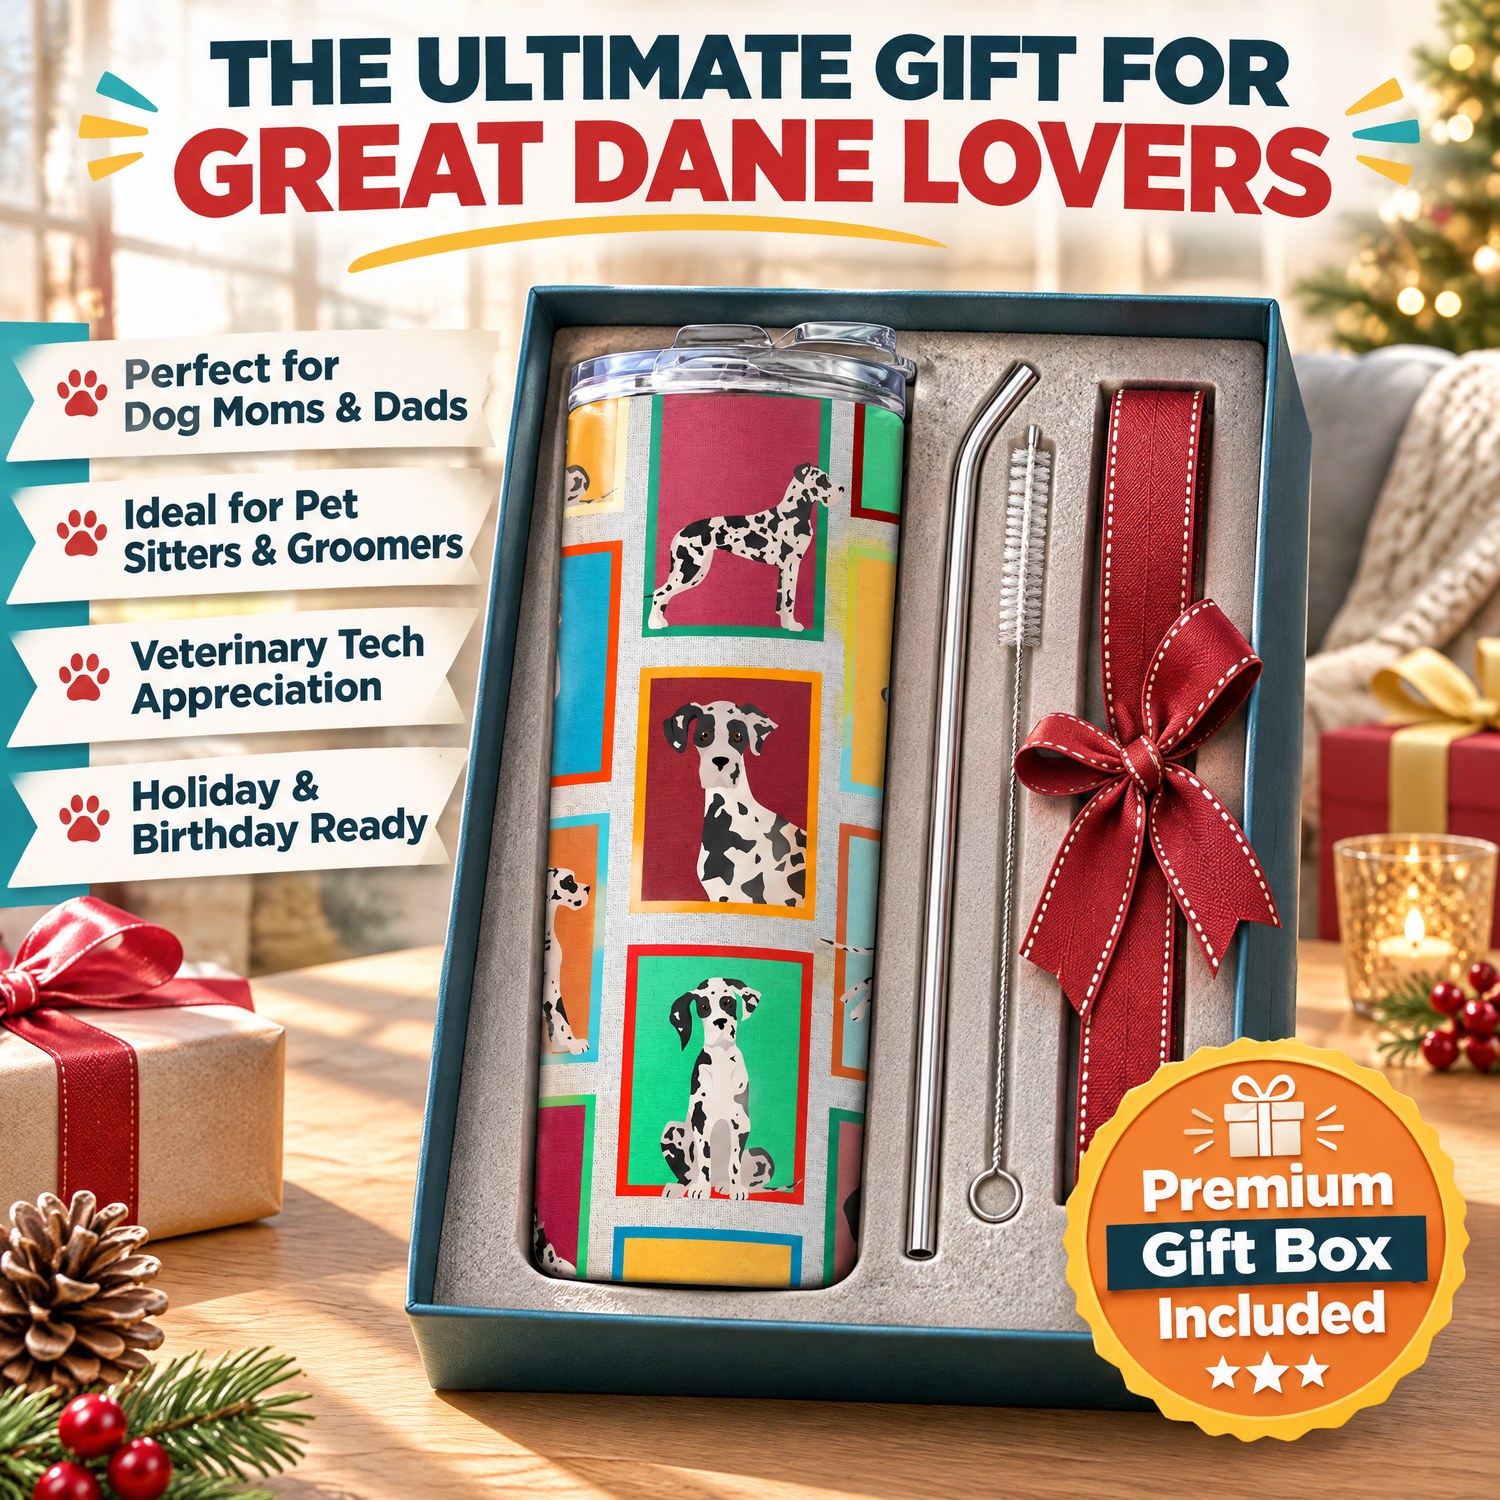 THE ULTIMATE GIFT FOR
GREAT DANE LOVERS
Perfect for
Dog Moms & Dads
Ideal for Pet
Sitters & Groomers
Veterinary Tech
Appreciation
Holiday &
Birthday Ready
Premium
Gift Box
Included